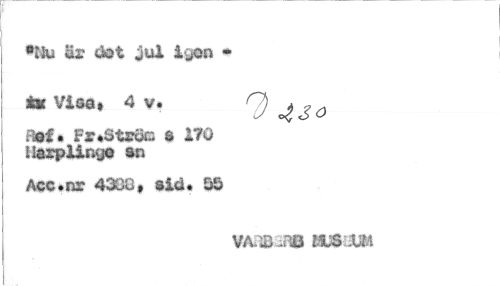 "Nu är det jul igen -
Visa, 4 v.
D 230
Ref. Fr.Ström s 170
Harplinge sn
Acc.nr 4388, sid. 55
VARBERG MUSEUM